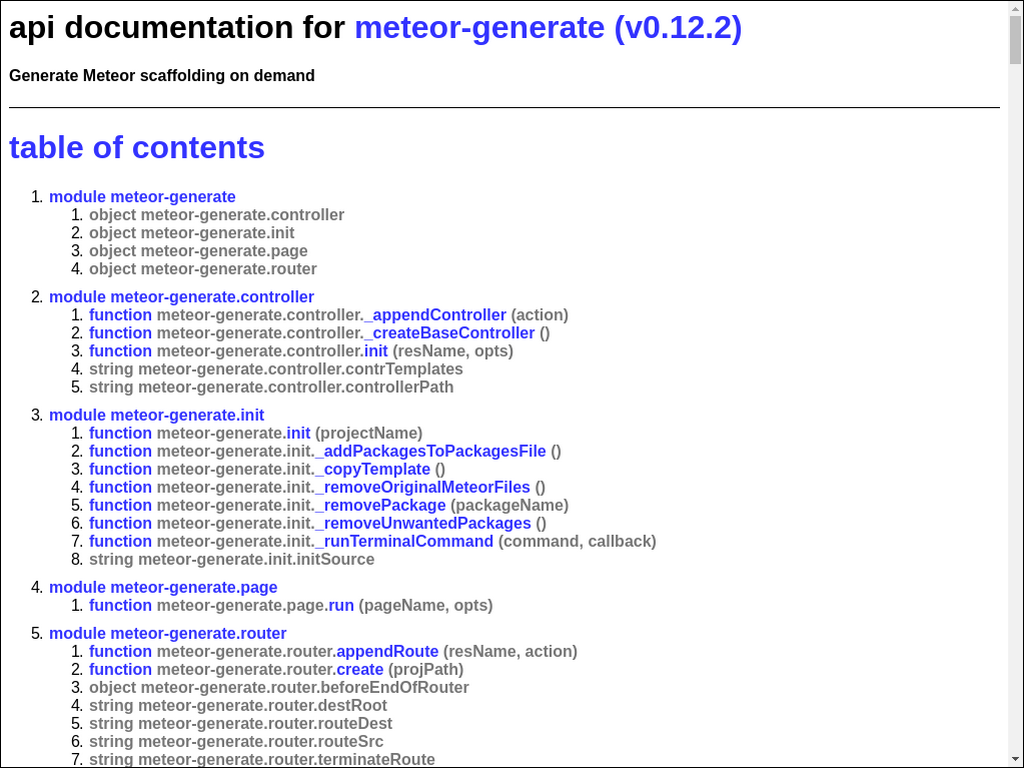 api documentation for meteor-generate (v0.12.2)
Generate Meteor scaffolding on demand
table of contents
1. module meteor-generate
1. object meteor-generate.controller
2. object meteor-generate.init
3. object meteor-generate.page
4. object meteor-generate.router
2. module meteor-generate.controller
1. function meteor-generate.controller._appendController (action)
2. function meteor-generate.controller._createBaseController ()
3. function meteor-generate.controller.init (resName, opts)
4. string meteor-generate.controller.contrTemplates
5. string meteor-generate.controller.controllerPath
3. module meteor-generate.init
1. function meteor-generate.init (projectName)
2. function meteor-generate.init._addPackagesToPackagesFile ()
3. function meteor-generate.init._copyTemplate ()
4. function meteor-generate.init._removeOriginalMeteorFiles ()
5. function meteor-generate.init._removePackage (packageName)
6. function meteor-generate.init._removeUnwantedPackages ()
7. function meteor-generate.init._runTerminalCommand (command, callback)
8. string meteor-generate.init.initSource
4. module meteor-generate.page
1. function meteor-generate.page.run (pageName, opts)
5. module meteor-generate.router
1. function meteor-generate.router.appendRoute (resName, action)
2. function meteor-generate.router.create (projPath)
3. object meteor-generate.router.beforeEndOfRouter
4. string meteor-generate.router.destRoot
5. string meteor-generate.router.routeDest
6. string meteor-generate.router.routeSrc
7. string meteor-generate.router.terminateRoute